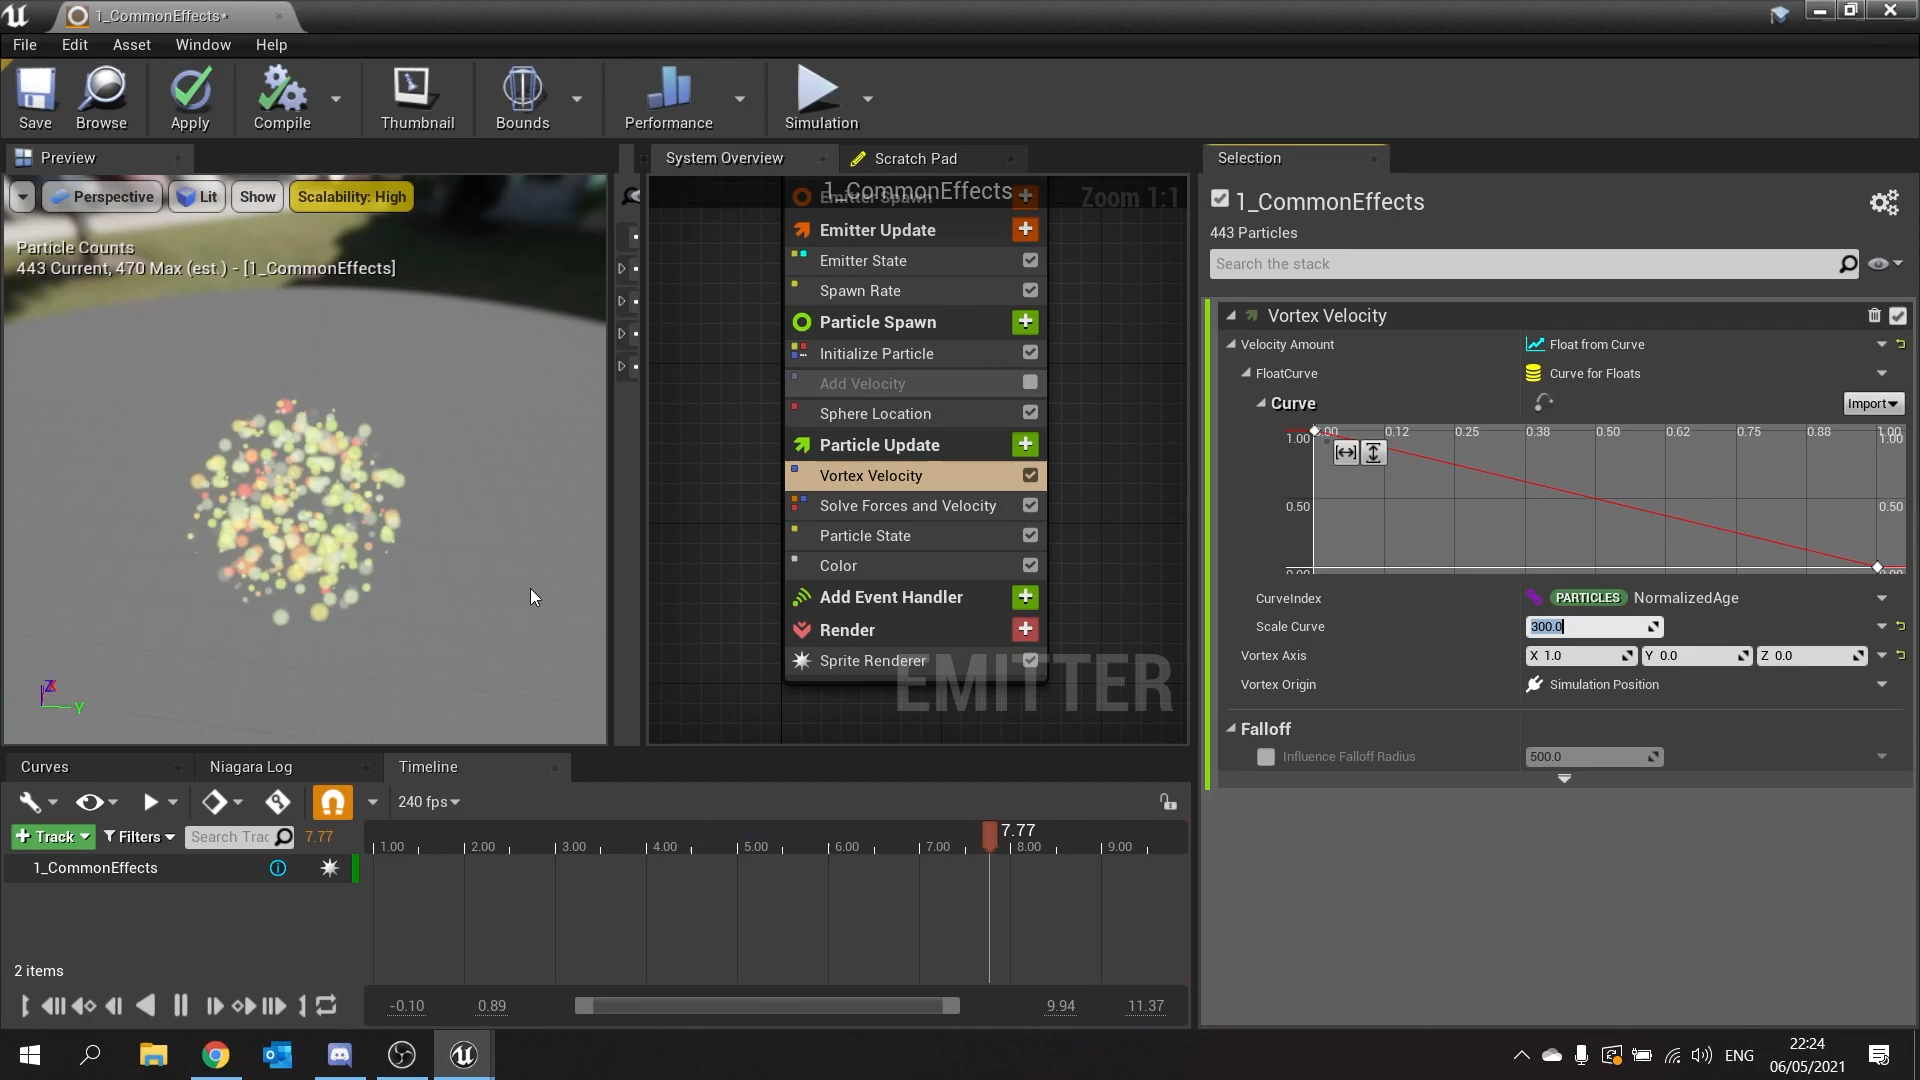 1_CommonEffects*
File Edit Asset Window Help
Save Browse Apply Compile Thumbnail Bounds Performance Simulation
Preview
System Overview
Scratch Pad
Selection
Perspective Lit Show Scalability: High
Particle Counts
443 Current, 470 Max (est.) - [1_CommonEffects]
Z
Y
1_CommonEffects
Zoom 1:1
Emitter Spawn
Emitter Update
Emitter State
Spawn Rate
Particle Spawn
Initialize Particle
Add Velocity
Sphere Location
Particle Update
Vortex Velocity
Solve Forces and Velocity
Particle State
Color
Add Event Handler
Render
Sprite Renderer
EMITTER
1_CommonEffects
443 Particles
Search the stack
Vortex Velocity
Velocity Amount Float from Curve
FloatCurve Curve for Floats
Curve Import
0.12 0.25 0.38 0.50 0.62 0.75 0.88 1.00
1.00 1.00
0.50 0.50
CurveIndex PARTICLES NormalizedAge
Scale Curve 300.0
Vortex Axis X 1.0 Y 0.0 Z 0.0
Vortex Origin Simulation Position
Falloff
Influence Falloff Radius 500.0
Curves Niagara Log Timeline
240 fps
Track Filters Search Trac 7.77
7.77
1.00 2.00 3.00 4.00 5.00 6.00 7.00 8.00 9.00
1_CommonEffects
2 items
-0.10 0.89 9.94 11.37
ENG
22:24
06/05/2021